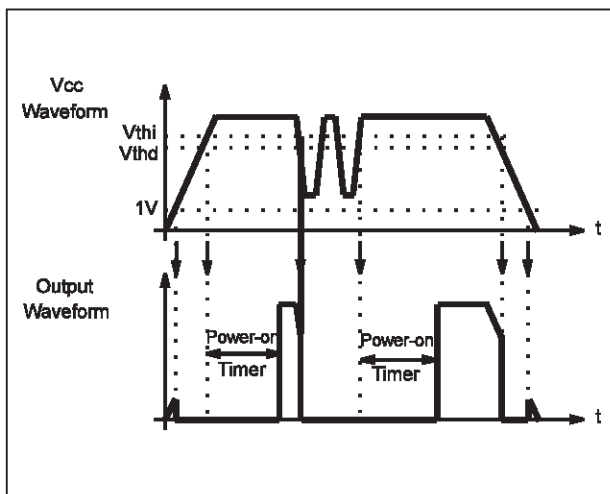 Vcc
Waveform
Vthi
Vthd
1V
t
Output
Waveform
Power-on
Timer
Power-on
Timer
t